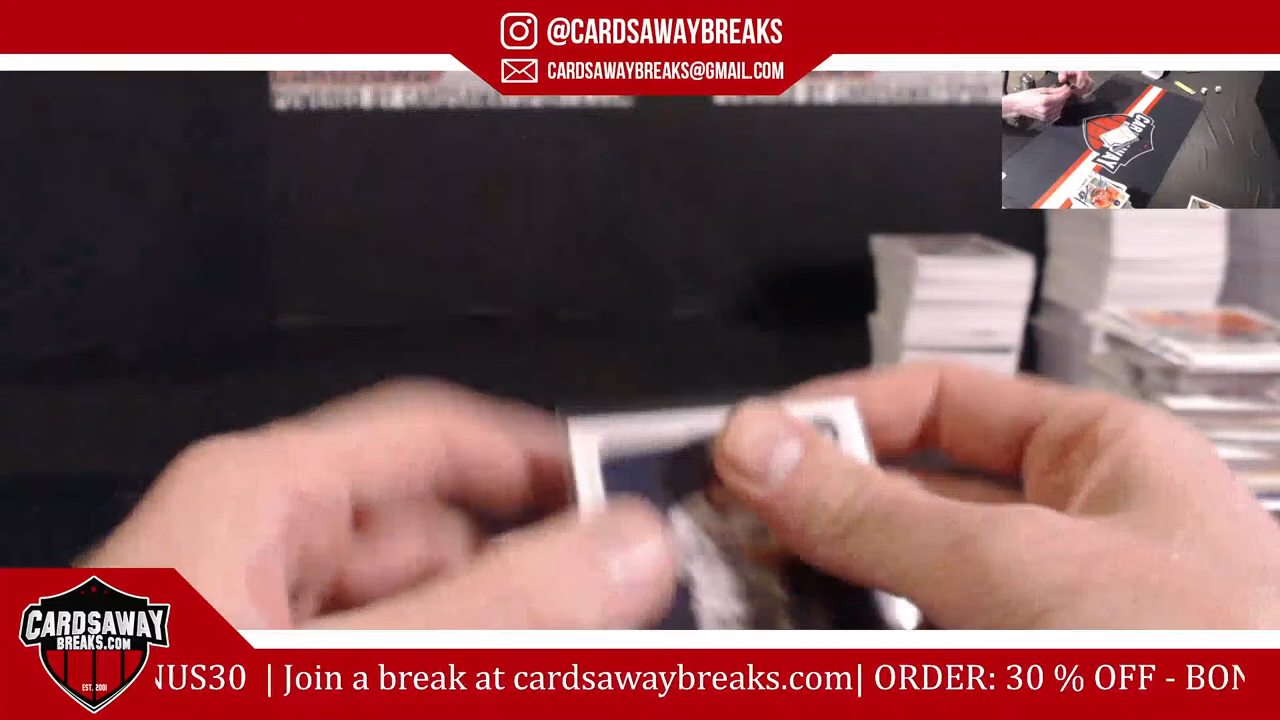 @CARDSAWAYBREAKS
CARDSAWAYBREAKS@GMAIL.COM
CARDSAWAY
BREAKS.COM
EST. 2001
NUS30 | Join a break at cardsawaybreaks.com| ORDER: 30 % OFF - BON